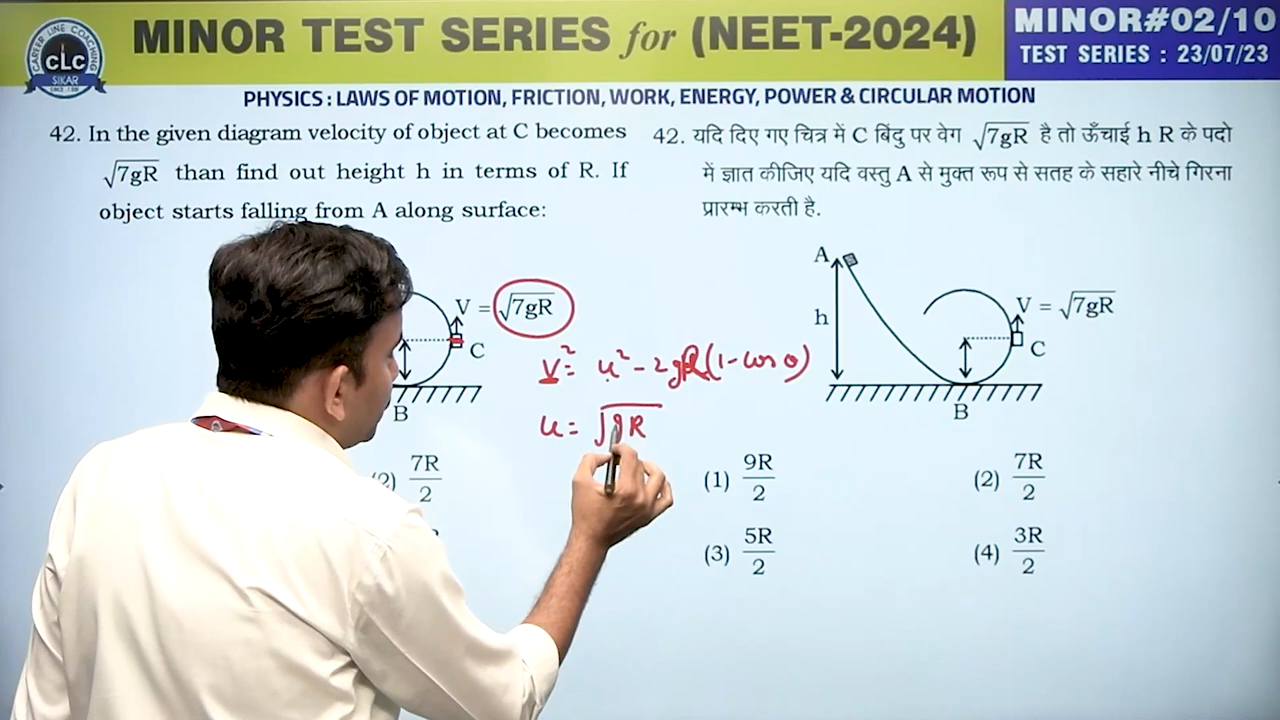 CAREER LINE COACHING
CLC
SIKAR
MINOR TEST SERIES for (NEET-2024)
MINOR#02/10
TEST SERIES : 23/07/23
PHYSICS : LAWS OF MOTION, FRICTION, WORK, ENERGY, POWER & CIRCULAR MOTION
42. In the given diagram velocity of object at C becomes
√7gR than find out height h in terms of R. If
object starts falling from A along surface:
V = √7gR
C
B
v² = u² - 2gR(1-cos θ)
u = √gR
(2) 7R/2
42. यदि दिए गए चित्र में C बिंदु पर वेग √7gR है तो ऊँचाई h R के पदो
में ज्ञात कीजिए यदि वस्तु A से मुक्त रूप से सतह के सहारे नीचे गिरना
प्रारम्भ करती है.
A
h
V = √7gR
C
B
(1) 9R/2
(2) 7R/2
(3) 5R/2
(4) 3R/2